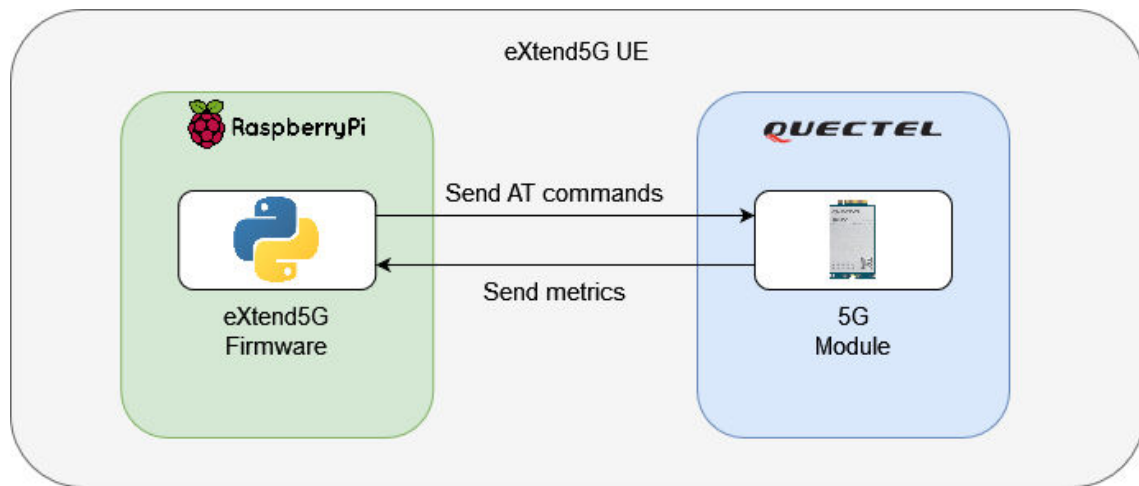 eXtend5G UE
RaspberryPi
QUECTEL
Send AT commands
Send metrics
eXtend5G
Firmware
5G
Module